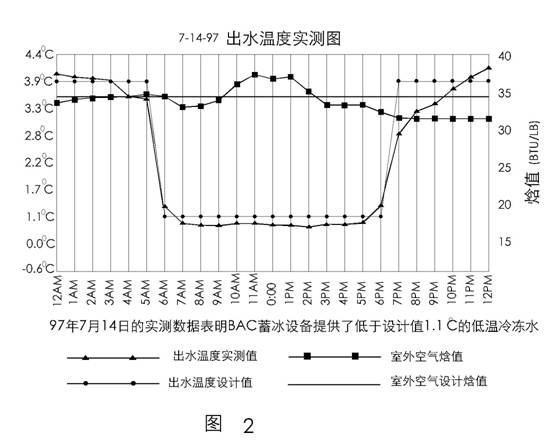 7-14-97 出水温度实测图
4.4°C
3.9°C
3.3°C
2.8°C
2.2°C
1.7°C
1.1°C
0.0°C
-0.6°C
40
35
30
25
20
15
焓值 (BTU/LB)
12AM 1AM 2AM 3AM 4AM 5AM 6AM 7AM 8AM 9AM 10AM 11AM 0:00 1PM 2PM 3PM 4PM 5PM 6PM 7PM 8PM 9PM 10PM 11PM 12PM
97年7月14日的实测数据表明BAC蓄冰设备提供了低于设计值1.1°C的低温冷冻水
出水温度实测值 室外空气焓值
出水温度设计值 室外空气设计焓值
图 2